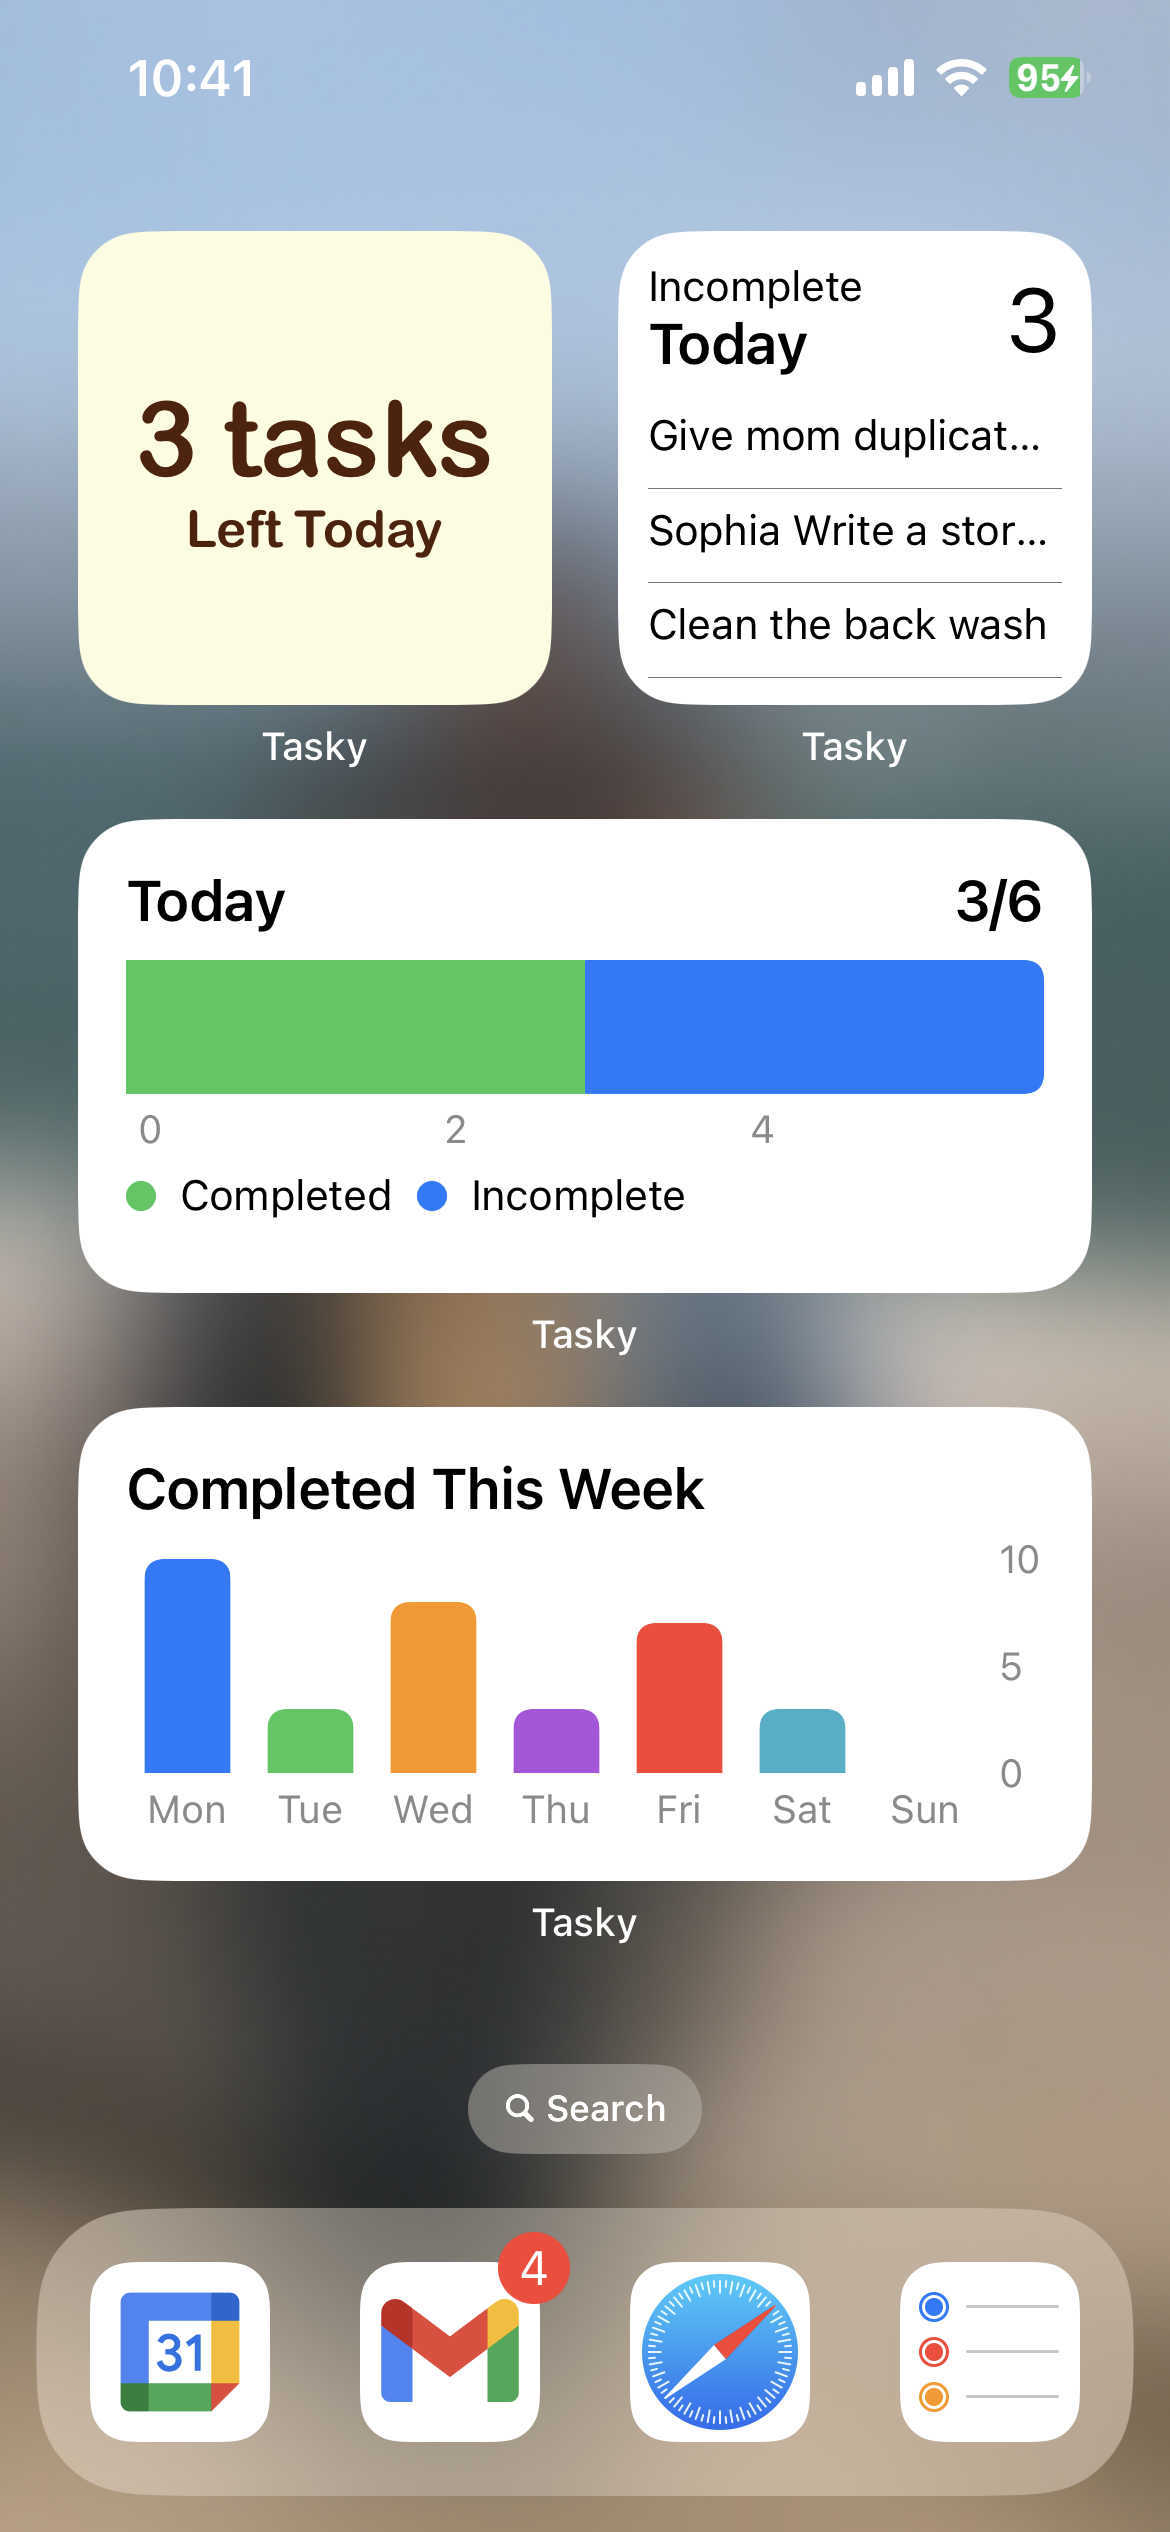 10:41
95
3 tasks
Left Today
Tasky
Incomplete
Today
3
Give mom duplicat...
Sophia Write a stor...
Clean the back wash
Tasky
Today
3/6
0 2 4
Completed Incomplete
Tasky
Completed This Week
10
5
0
Mon Tue Wed Thu Fri Sat Sun
Tasky
Search
31
4